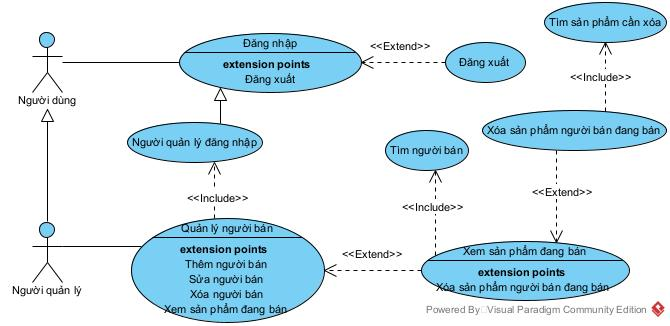 Tìm sản phẩm cần xóa
Đăng nhập
extension points
Đăng xuất
<<Extend>>
Đăng xuất
<<Include>>
Người dùng
Người quản lý đăng nhập
Tìm người bán
Xóa sản phẩm người bán đang bán
<<Include>>
<<Include>>
<<Extend>>
Quản lý người bán
extension points
Thêm người bán
Sửa người bán
Xóa người bán
Xem sản phẩm đang bán
<<Extend>>
Xem sản phẩm đang bán
extension points
Xóa sản phẩm người bán đang bán
Người quản lý
Powered By Visual Paradigm Community Edition